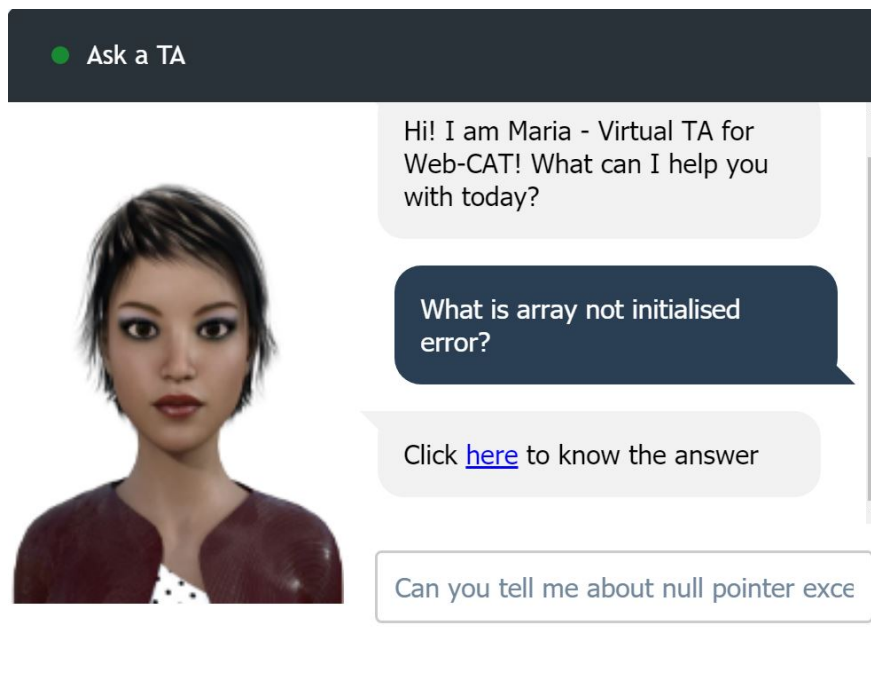 Ask a TA
Hi! I am Maria - Virtual TA for
Web-CAT! What can I help you
with today?
What is array not initialised
error?
Click here to know the answer
Can you tell me about null pointer exce